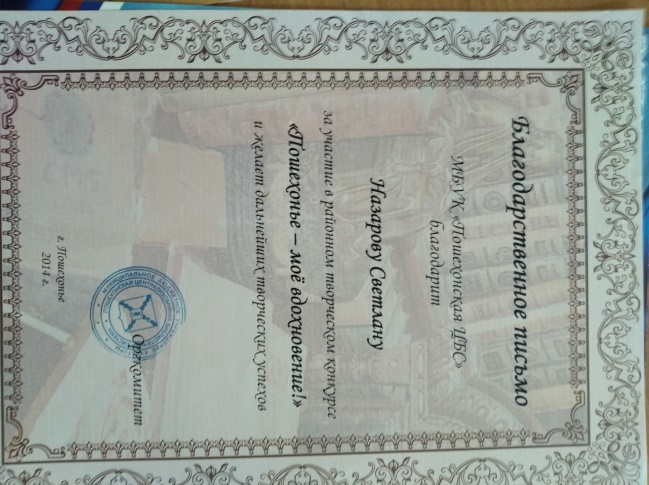 Благодарственное письмо
МБУК «Пошехонская ЦБС»
благодарит
Назарову Светлану
за участие в районном творческом конкурсе
«Пошехонье – моё вдохновение!»
и желает дальнейших творческих успехов
Оргкомитет
г. Пошехонье
2014 г.